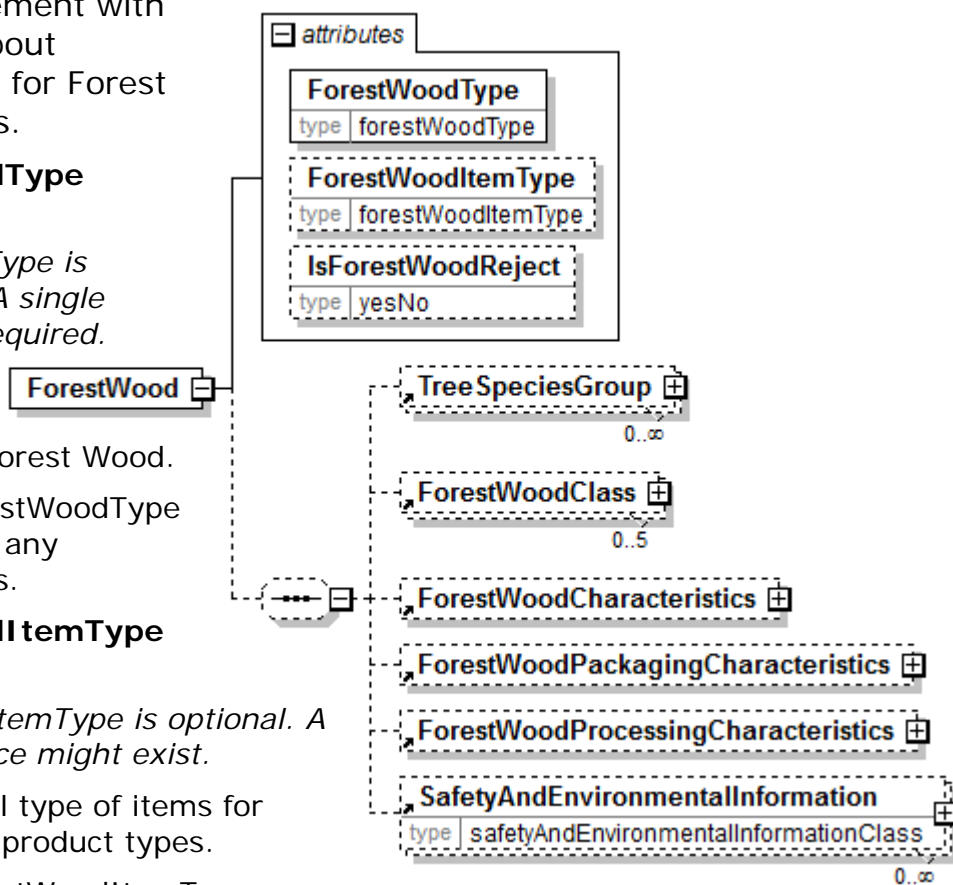 ement with
bout
for Forest
s.
lType
Type is
A single
equired.
orest Wood.
stWoodType
any
s.
lItemType
temType is optional. A
ce might exist.
l type of items for
product types.
attributes
ForestWoodType
type forestWoodType
ForestWoodItemType
type forestWoodItemType
IsForestWoodReject
type yesNo
ForestWood
TreeSpeciesGroup
0..∞
ForestWoodClass
0..5
ForestWoodCharacteristics
ForestWoodPackagingCharacteristics
ForestWoodProcessingCharacteristics
SafetyAndEnvironmentalInformation
type safetyAndEnvironmentalInformationClass
0..∞